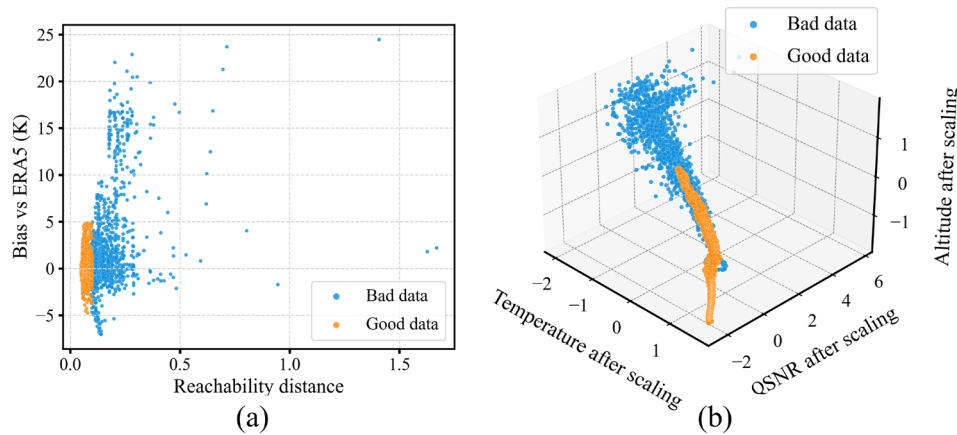 25
20
15
10
5
0
−5
Bias vs ERA5 (K)
0.0 0.5 1.0 1.5
Reachability distance
Bad data
Good data
(a)
Bad data
Good data
1
0
−1
Altitude after scaling
−2 −1 0 1
Temperature after scaling
−2 0 2 4 6
QSNR after scaling
(b)